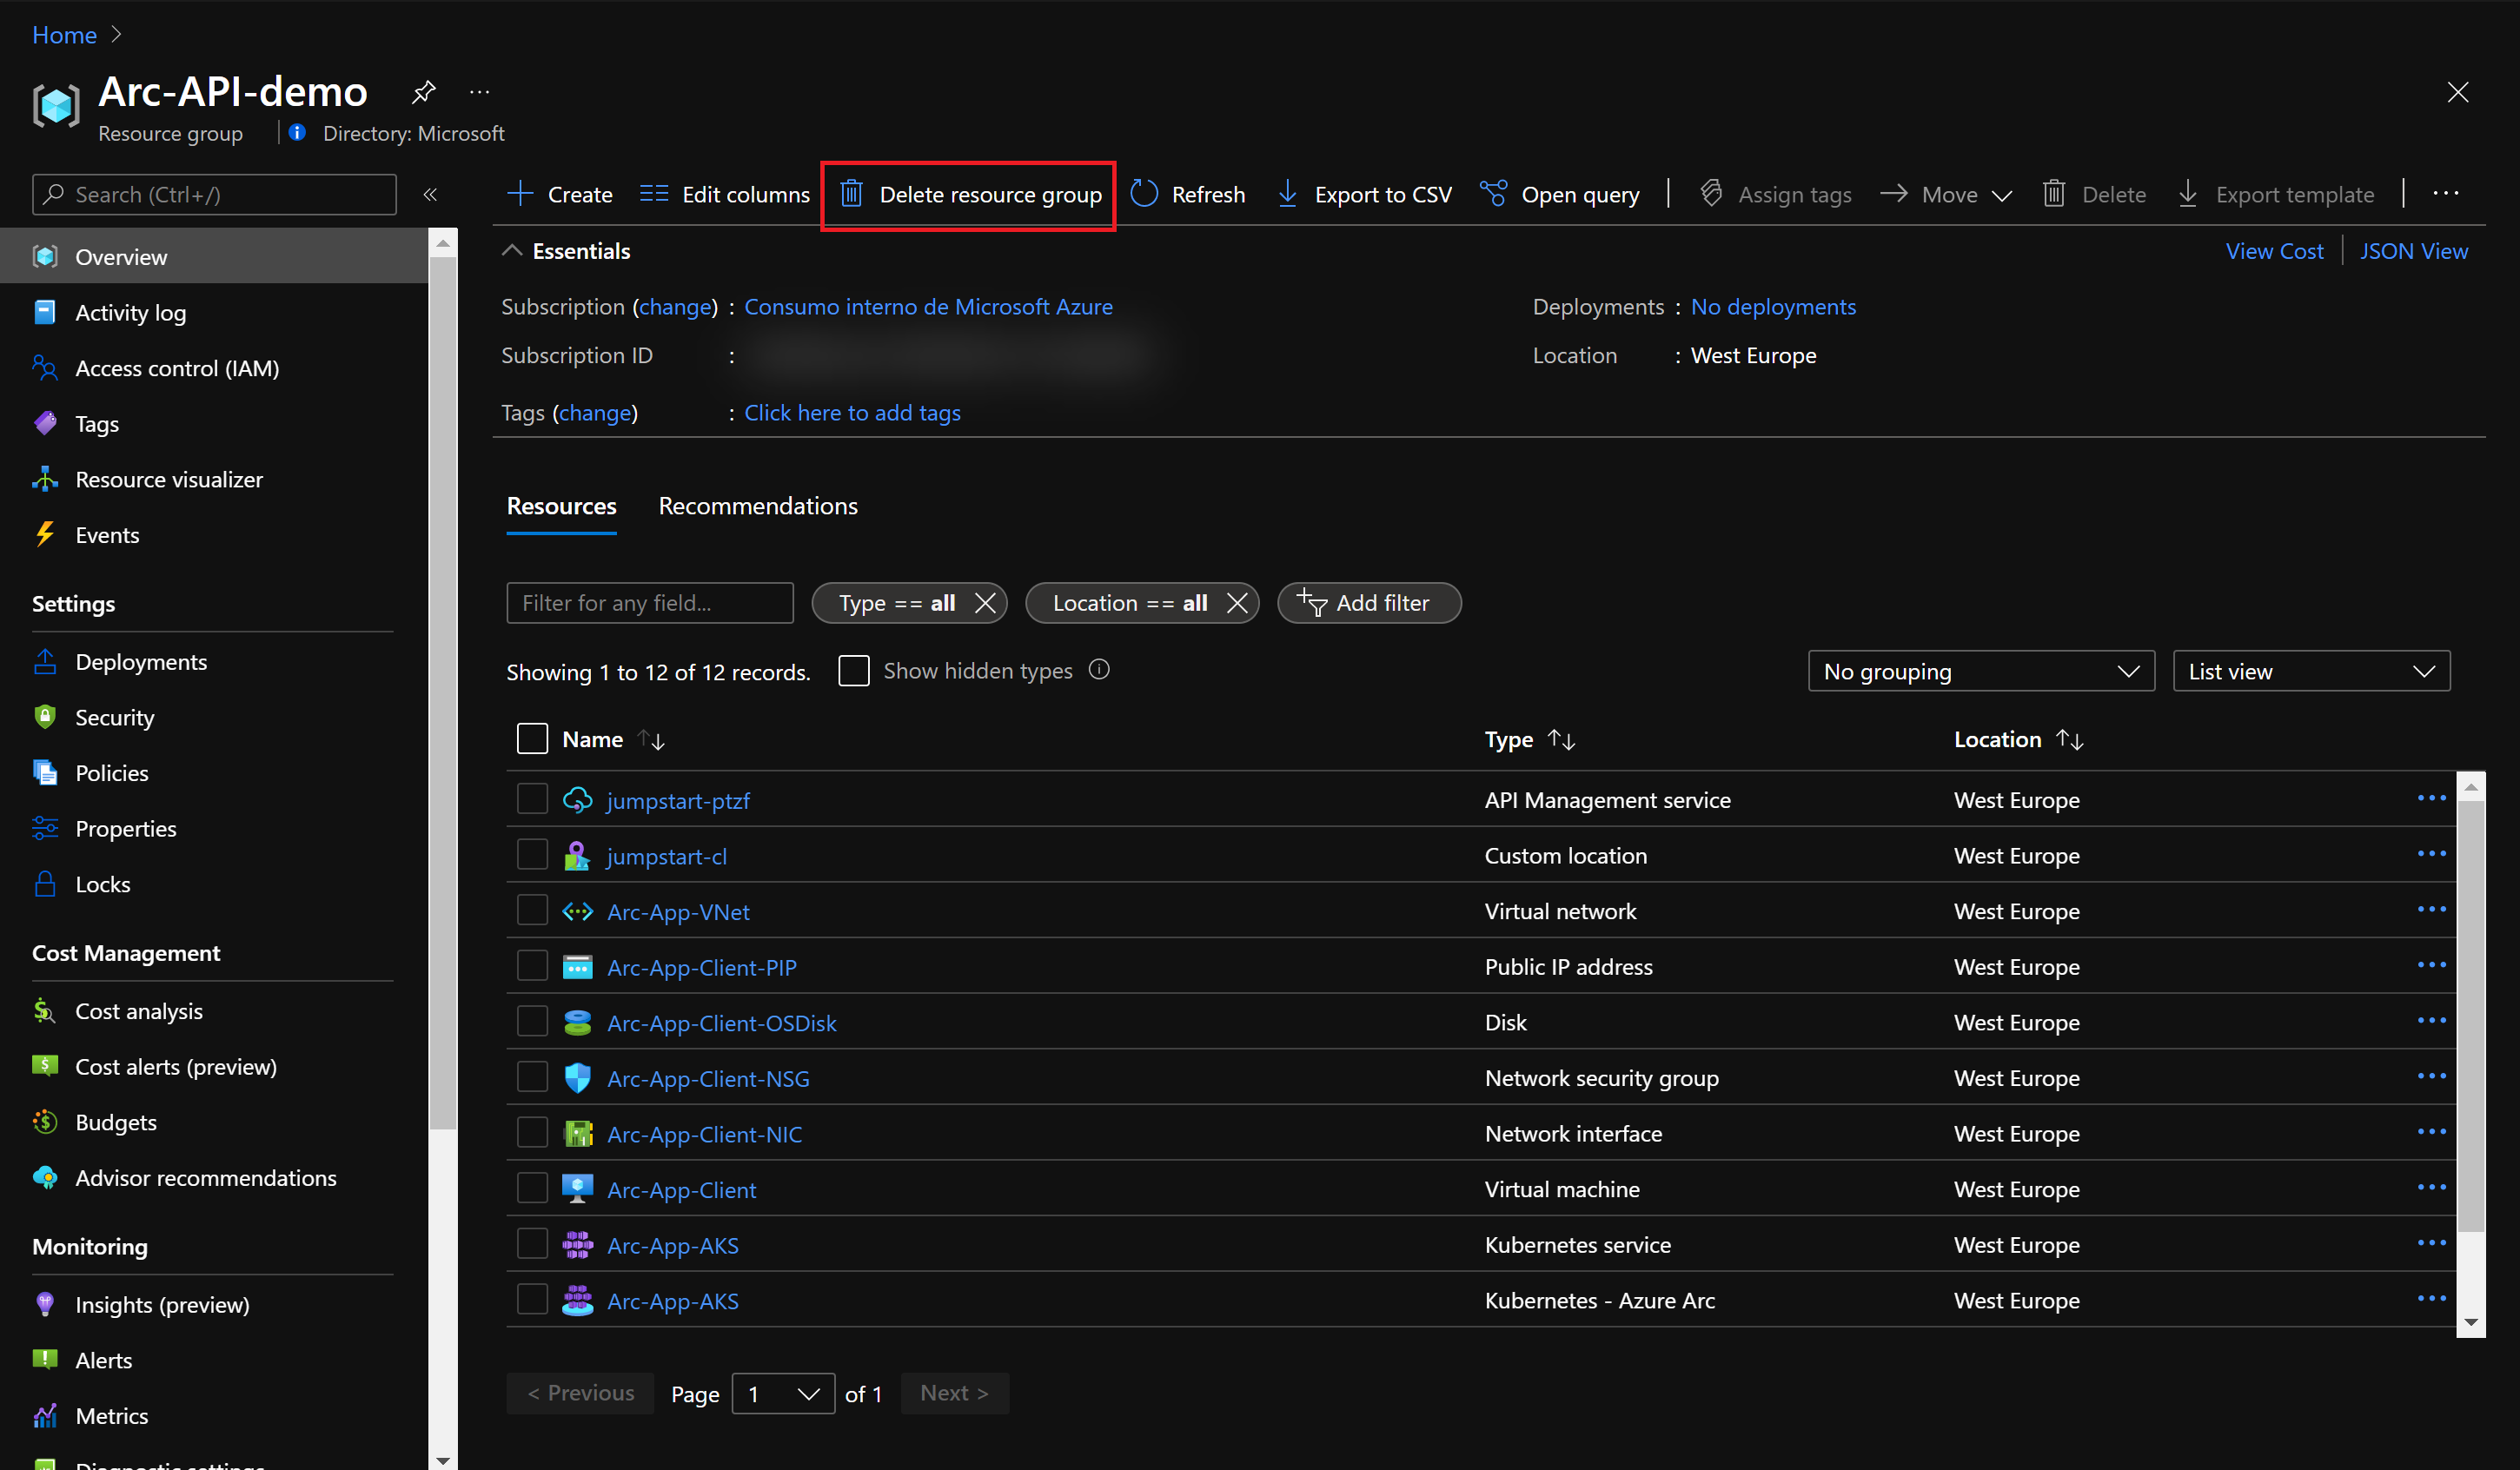 Home >
Arc-API-demo
Resource group
Directory: Microsoft
Search (Ctrl+/)
Overview
Activity log
Access control (IAM)
Tags
Resource visualizer
Events
Settings
Deployments
Security
Policies
Properties
Locks
Cost Management
Cost analysis
Cost alerts (preview)
Budgets
Advisor recommendations
Monitoring
Insights (preview)
Alerts
Metrics
Diagnostic settings
Create Edit columns Delete resource group Refresh Export to CSV Open query Assign tags Move Delete Export template
Essentials
View Cost JSON View
Subscription (change) : Consumo interno de Microsoft Azure
Subscription ID :
Tags (change) : Click here to add tags
Deployments : No deployments
Location : West Europe
Resources Recommendations
Filter for any field... Type == all Location == all Add filter
Showing 1 to 12 of 12 records. Show hidden types No grouping List view
Name Type Location
jumpstart-ptzf API Management service West Europe
jumpstart-cl Custom location West Europe
Arc-App-VNet Virtual network West Europe
Arc-App-Client-PIP Public IP address West Europe
Arc-App-Client-OSDisk Disk West Europe
Arc-App-Client-NSG Network security group West Europe
Arc-App-Client-NIC Network interface West Europe
Arc-App-Client Virtual machine West Europe
Arc-App-AKS Kubernetes service West Europe
Arc-App-AKS Kubernetes - Azure Arc West Europe
< Previous Page 1 of 1 Next >